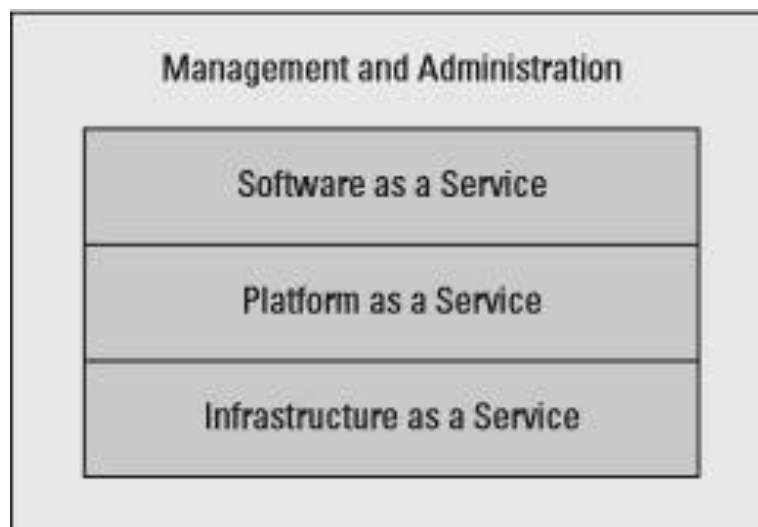 Management and Administration
Software as a Service
Platform as a Service
Infrastructure as a Service